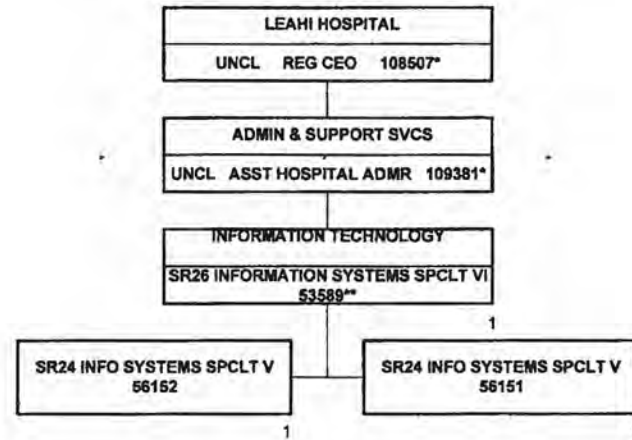 LEAHI HOSPITAL
UNCL REG CEO 108507*
ADMIN & SUPPORT SVCS
UNCL ASST HOSPITAL ADMR 109381*
INFORMATION TECHNOLOGY
SR26 INFORMATION SYSTEMS SPCLT VI
53589**
1
SR24 INFO SYSTEMS SPCLT V
56152
1
SR24 INFO SYSTEMS SPCLT V
56151